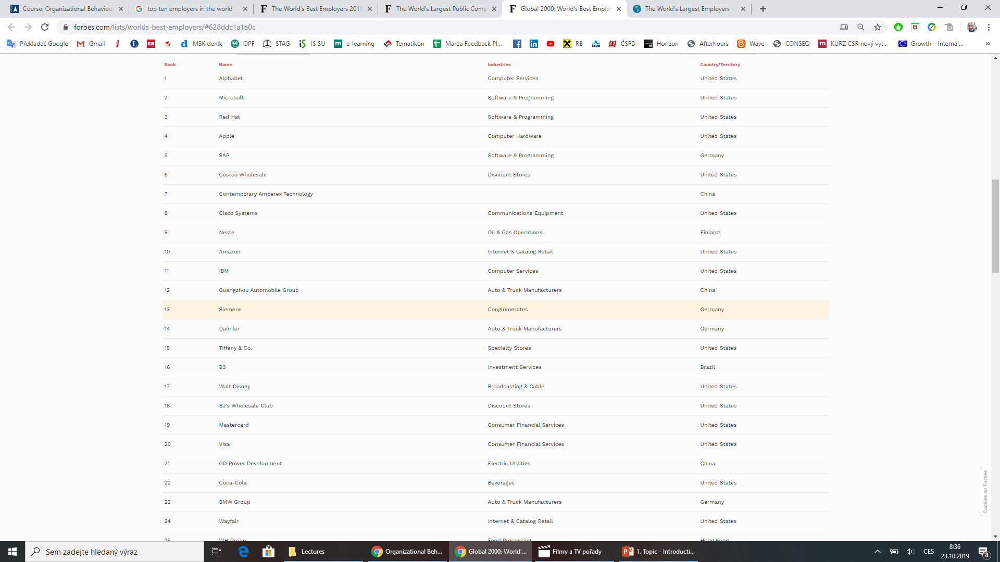 Course: Organizational Behaviou
top ten employers in the world -
The World's Best Employers 2018
The World's Largest Public Comp
Global 2000: World's Best Emplo
The World's Largest Employers -
forbes.com/lists/worlds-best-employers/#628ddc1a1e0c
Překladač Google Gmail MSK deník OPF STAG IS SU e-learning Tematikon Marea Feedback Pl... RB ČSFD Horizon Afterhours Wave CONSEQ KURZ CSR nový vyt... Growth – Internal... »
Rank Name Industries Country/Territory
1 Alphabet Computer Services United States
2 Microsoft Software & Programming United States
3 Red Hat Software & Programming United States
4 Apple Computer Hardware United States
5 SAP Software & Programming Germany
6 Costco Wholesale Discount Stores United States
7 Contemporary Amperex Technology China
8 Cisco Systems Communications Equipment United States
9 Neste Oil & Gas Operations Finland
10 Amazon Internet & Catalog Retail United States
11 IBM Computer Services United States
12 Guangzhou Automobile Group Auto & Truck Manufacturers China
13 Siemens Conglomerates Germany
14 Daimler Auto & Truck Manufacturers Germany
15 Tiffany & Co. Specialty Stores United States
16 B3 Investment Services Brazil
17 Walt Disney Broadcasting & Cable United States
18 BJ's Wholesale Club Discount Stores United States
19 Mastercard Consumer Financial Services United States
20 Visa Consumer Financial Services United States
21 GD Power Development Electric Utilities China
22 Coca-Cola Beverages United States
23 BMW Group Auto & Truck Manufacturers Germany
24 Wayfair Internet & Catalog Retail United States
25 WH Group Food Processing Hong Kong
Cookies on Forbes
Sem zadejte hledaný výraz
Lectures
Organizational Beh...
Global 2000: World'...
Filmy a TV pořady
1. Topic - Introducti...
CES
8:36
23.10.2019
4